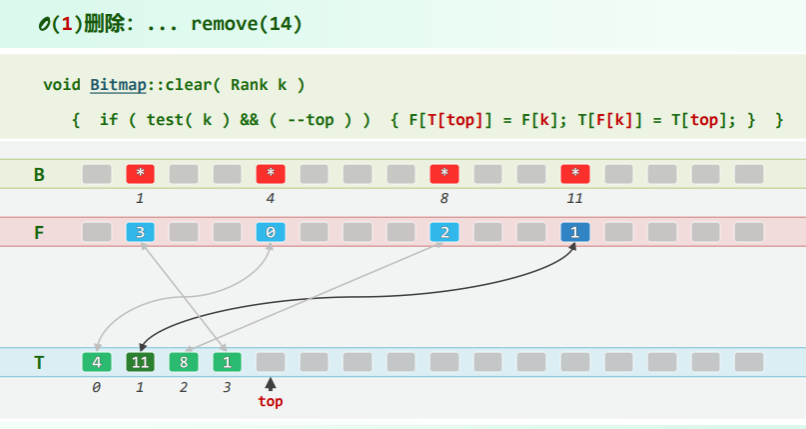 O(1)删除: ... remove(14)
void Bitmap::clear( Rank k )
{ if ( test( k ) && ( --top ) ) { F[T[top]] = F[k]; T[F[k]] = T[top]; } }
B * * * *
1 4 8 11
F 3 0 2 1
T 4 11 8 1
0 1 2 3
top